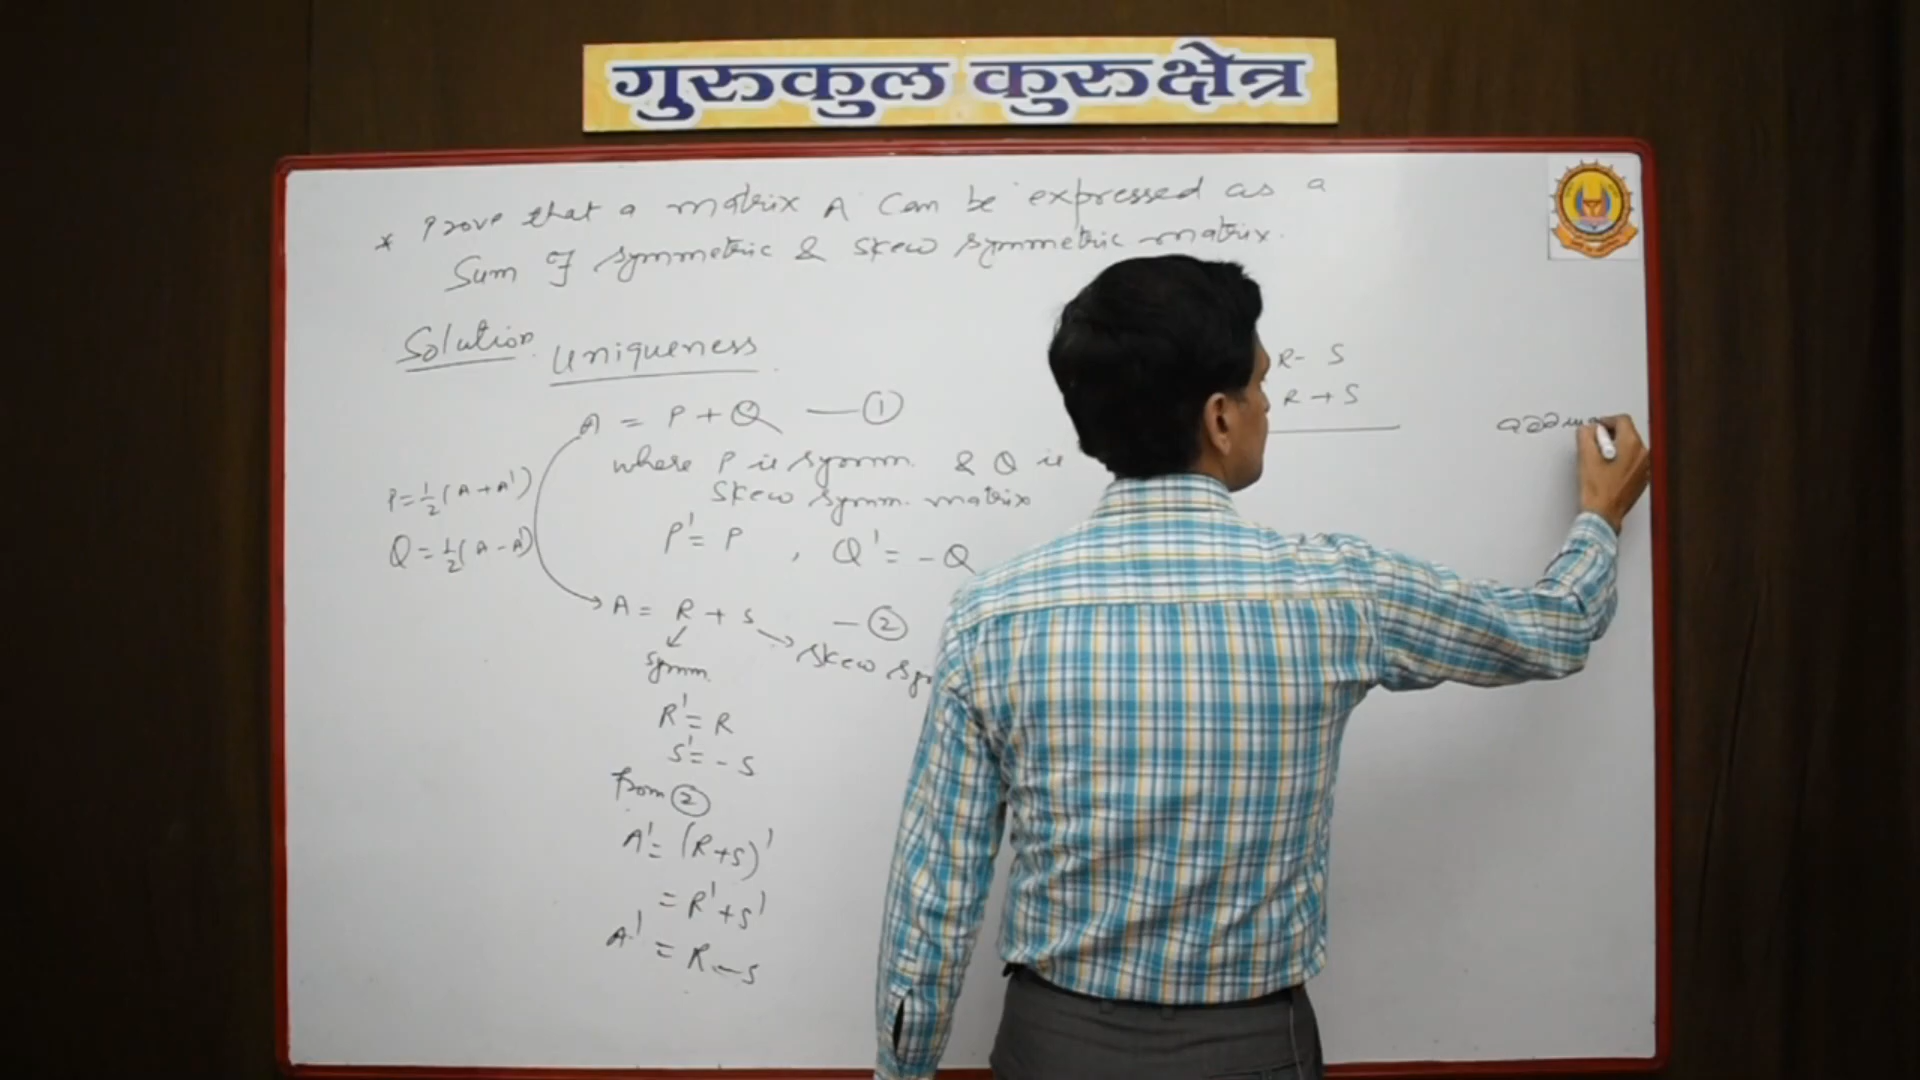 गुरुकुल कुरुक्षेत्र
* Prove that a matrix A can be expressed as a
Sum of symmetric & skew symmetric matrix.
Solution. Uniqueness.
A = P + Q — ①
where P is symm. & Q is
skew symm. matrix
P = 1/2 (A + A')
Q = 1/2 (A - A')
P' = P , Q' = - Q
A = R + S — ②
symm.
skew
R' = R
S' = - S
from ②
A' = (R+S)'
= R' + S'
A' = R - S
R - S
R + S